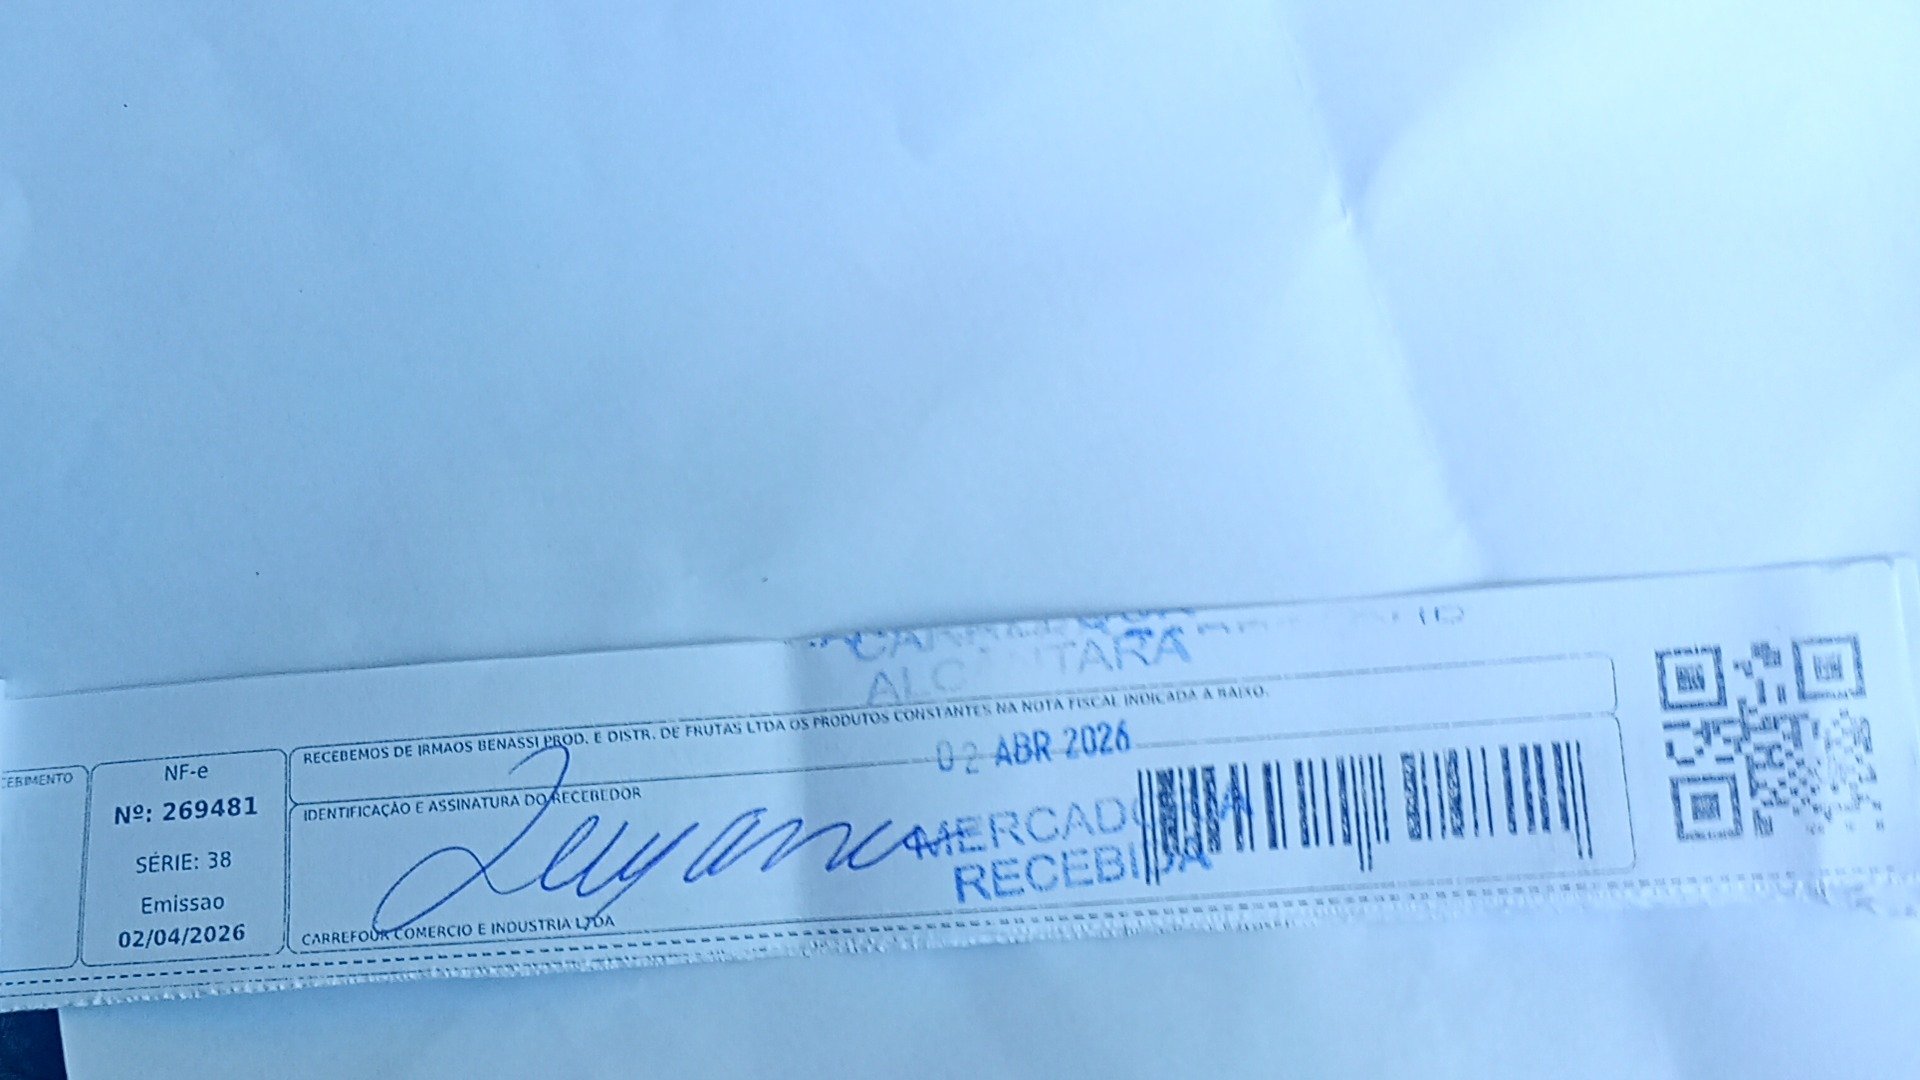 ALCANTARA
RECEBEMOS DE IRMAOS BENASSI PROD. E DISTR. DE FRUTAS LTDA OS PRODUTOS CONSTANTES NA NOTA FISCAL INDICADA A BAIXO.
02 ABR 2026
NF-e
Nº: 269481
SÉRIE: 38
Emissao
02/04/2026
IDENTIFICAÇÃO E ASSINATURA DO RECEBEDOR
MERCADORIA
RECEBIDA
CARREFOUR COMERCIO E INDUSTRIA LTDA